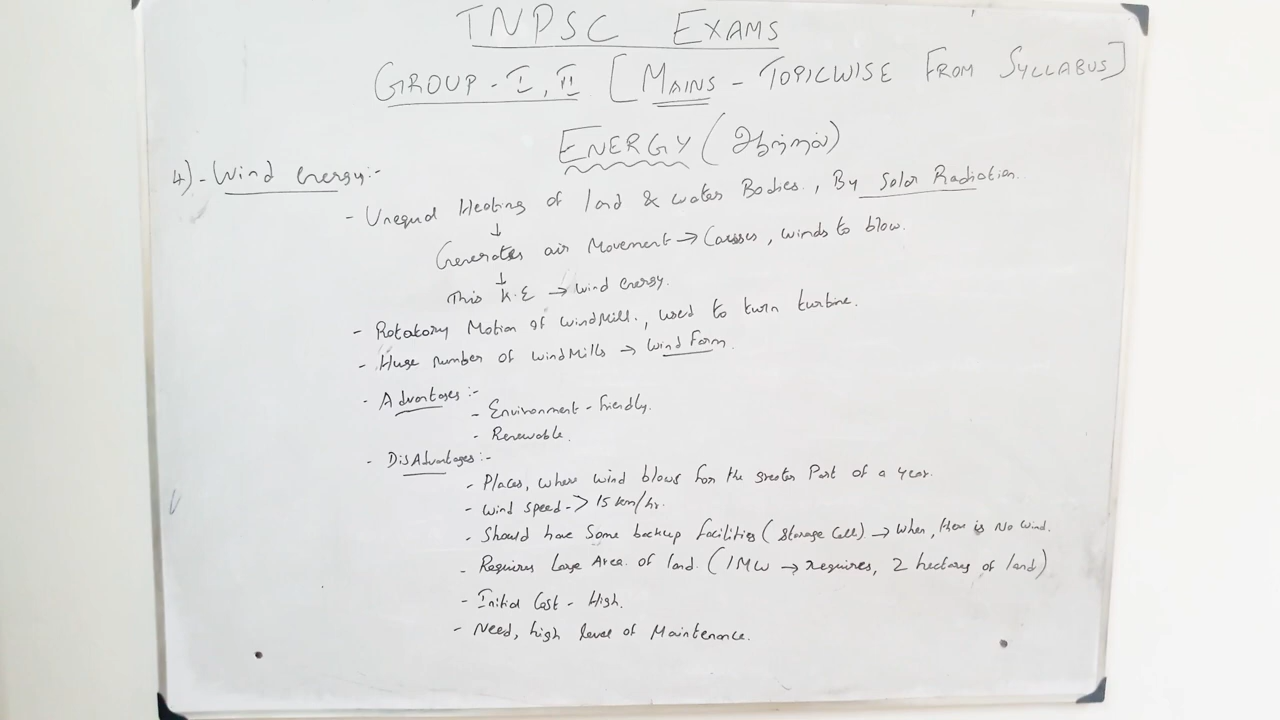 TNPSC EXAMS
GROUP - I, II [MAINS - TOPICWISE FROM SYLLABUS]
ENERGY (ஆற்றல்)
4) - Wind energy:-
- Unequal Heating of land & water Bodies., By Solar Radiation.
↓
Generates air Movement → Causes, winds to blow.
↓
This K.E → wind energy.
- Rotatory Motion of windMill., used to turn turbine.
- Huge number of windMills → Wind Farm.
- Advantages:-
- Environment - friendly.
- Renewable.
- DisAdvantages:-
- Places, where wind blows for the greater Part of a year.
- Wind speed -> 15 km/hr.
- Should have Some backup facilities (Storage Cell) → When, there is No wind.
- Requires Large Area. of land. (1MW → requires, 2 hectares of land)
- Initial Cost - High.
- Need, high level of Maintenance.